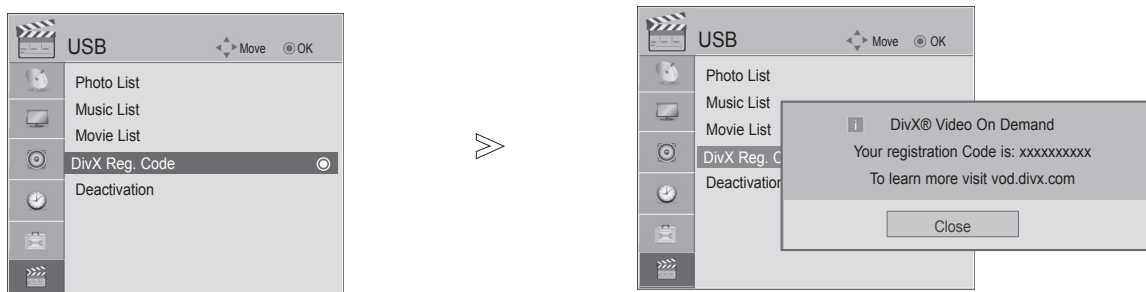 USB Move OK
Photo List
Music List
Movie List
DivX Reg. Code
Deactivation
USB Move OK
Photo List
Music List
Movie List
DivX Reg. C
Deactivation
i DivX® Video On Demand
Your registration Code is: xxxxxxxxxx
To learn more visit vod.divx.com
Close